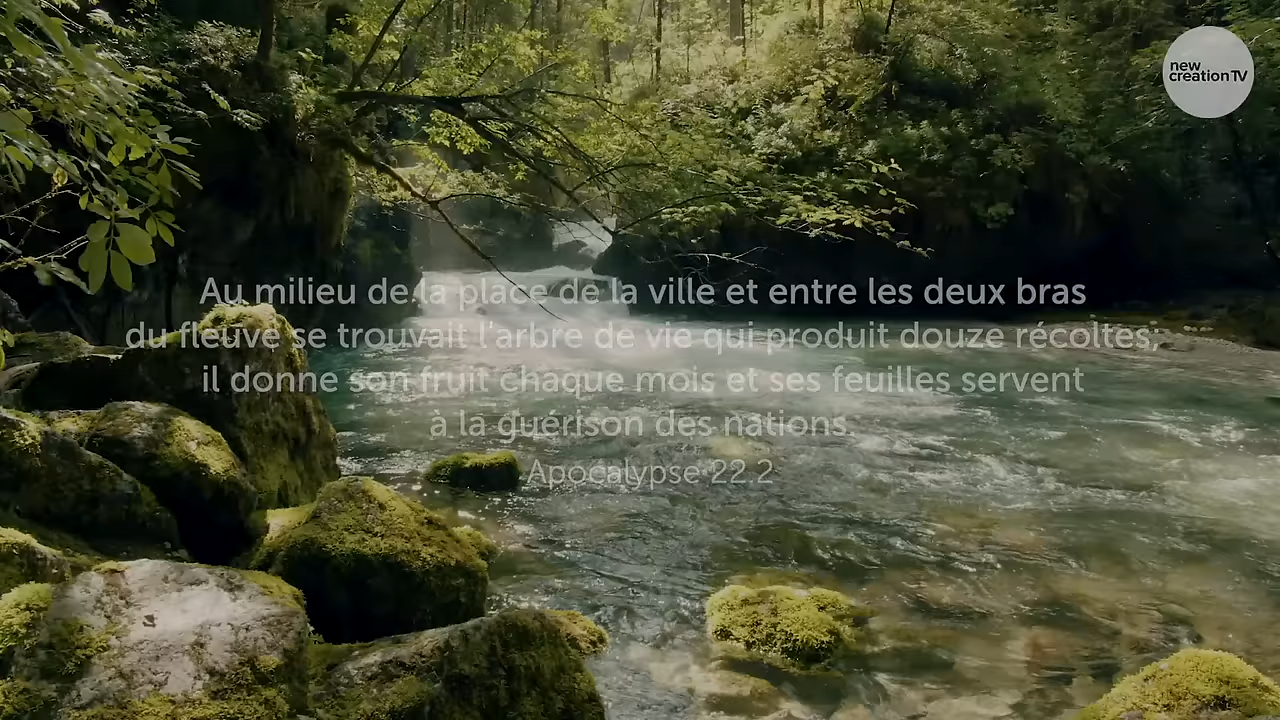 new
creation TV
Au milieu de la place de la ville et entre les deux bras
du fleuve se trouvait l'arbre de vie qui produit douze récoltes,
il donne son fruit chaque mois et ses feuilles servent
à la guérison des nations.
Apocalypse 22.2